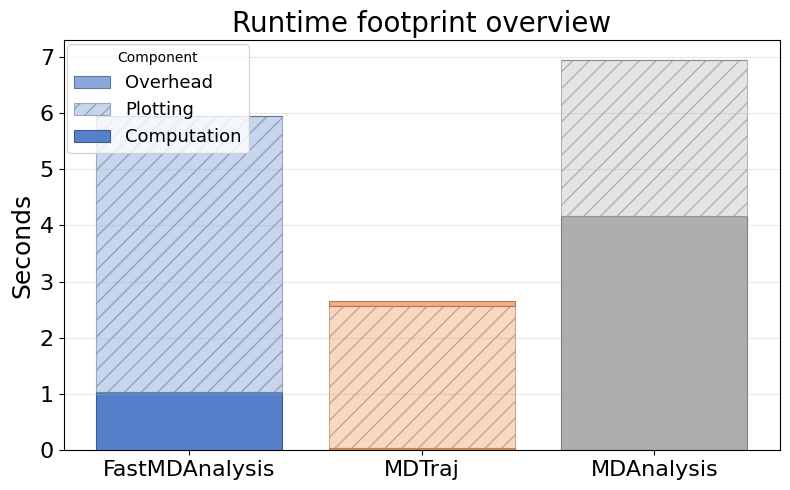 Runtime footprint overview
Component
Overhead
Plotting
Computation
Seconds
7
6
5
4
3
2
1
0
FastMDAnalysis
MDTraj
MDAnalysis